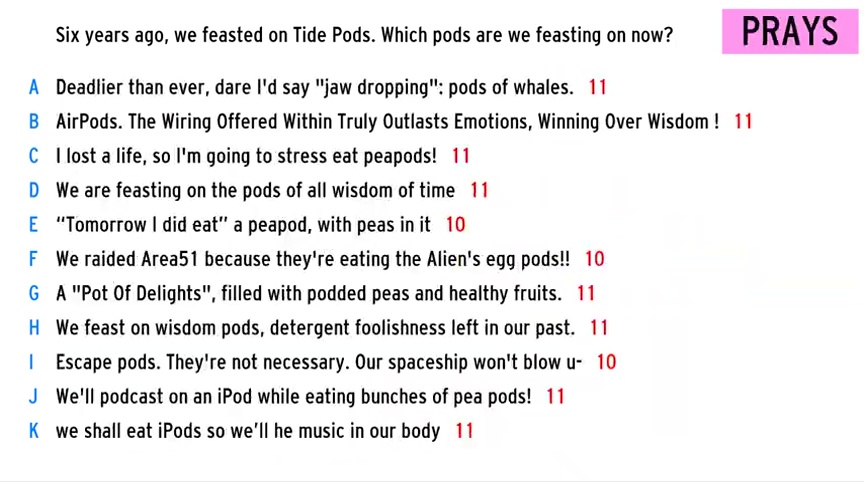 Six years ago, we feasted on Tide Pods. Which pods are we feasting on now?
PRAYS
A Deadlier than ever, dare I'd say "jaw dropping": pods of whales. 11
B AirPods. The Wiring Offered Within Truly Outlasts Emotions, Winning Over Wisdom ! 11
C I lost a life, so I'm going to stress eat peapods! 11
D We are feasting on the pods of all wisdom of time 11
E “Tomorrow I did eat” a peapod, with peas in it 10
F We raided Area51 because they're eating the Alien's egg pods!! 10
G A "Pot Of Delights", filled with podded peas and healthy fruits. 11
H We feast on wisdom pods, detergent foolishness left in our past. 11
I Escape pods. They're not necessary. Our spaceship won't blow u- 10
J We'll podcast on an iPod while eating bunches of pea pods! 11
K we shall eat iPods so we’ll he music in our body 11